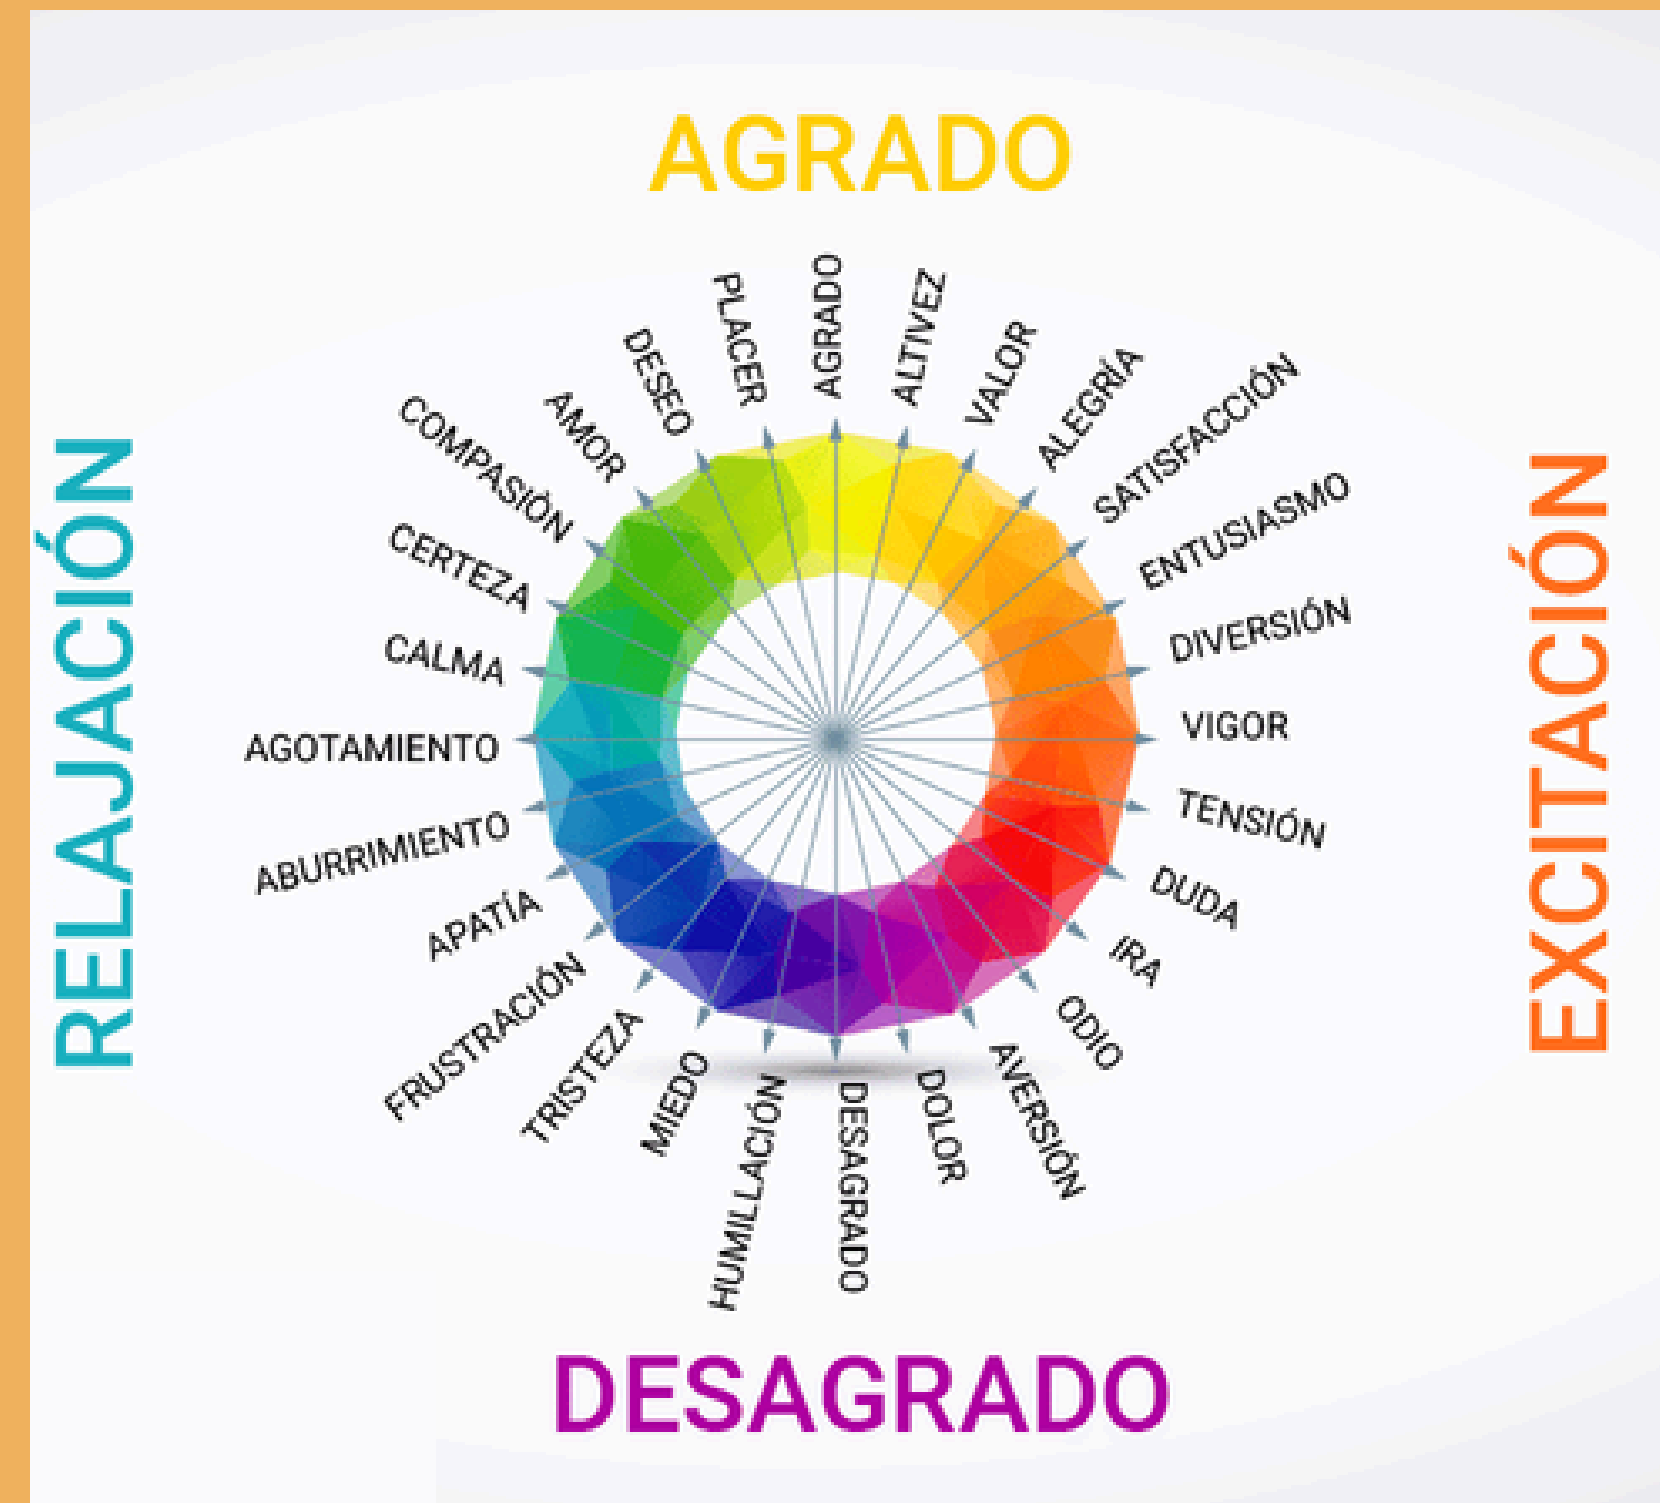 AGRADO
AGRADO
ALTIVEZ
VALOR
ALEGRÍA
SATISFACCIÓN
ENTUSIASMO
DIVERSIÓN
VIGOR
TENSIÓN
DUDA
IRA
ODIO
AVERSIÓN
DOLOR
DESAGRADO
HUMILLACIÓN
MIEDO
TRISTEZA
FRUSTRACIÓN
APATÍA
ABURRIMIENTO
AGOTAMIENTO
CALMA
CERTEZA
COMPASIÓN
AMOR
DESEO
PLACER
RELAJACIÓN
EXCITACIÓN
DESAGRADO